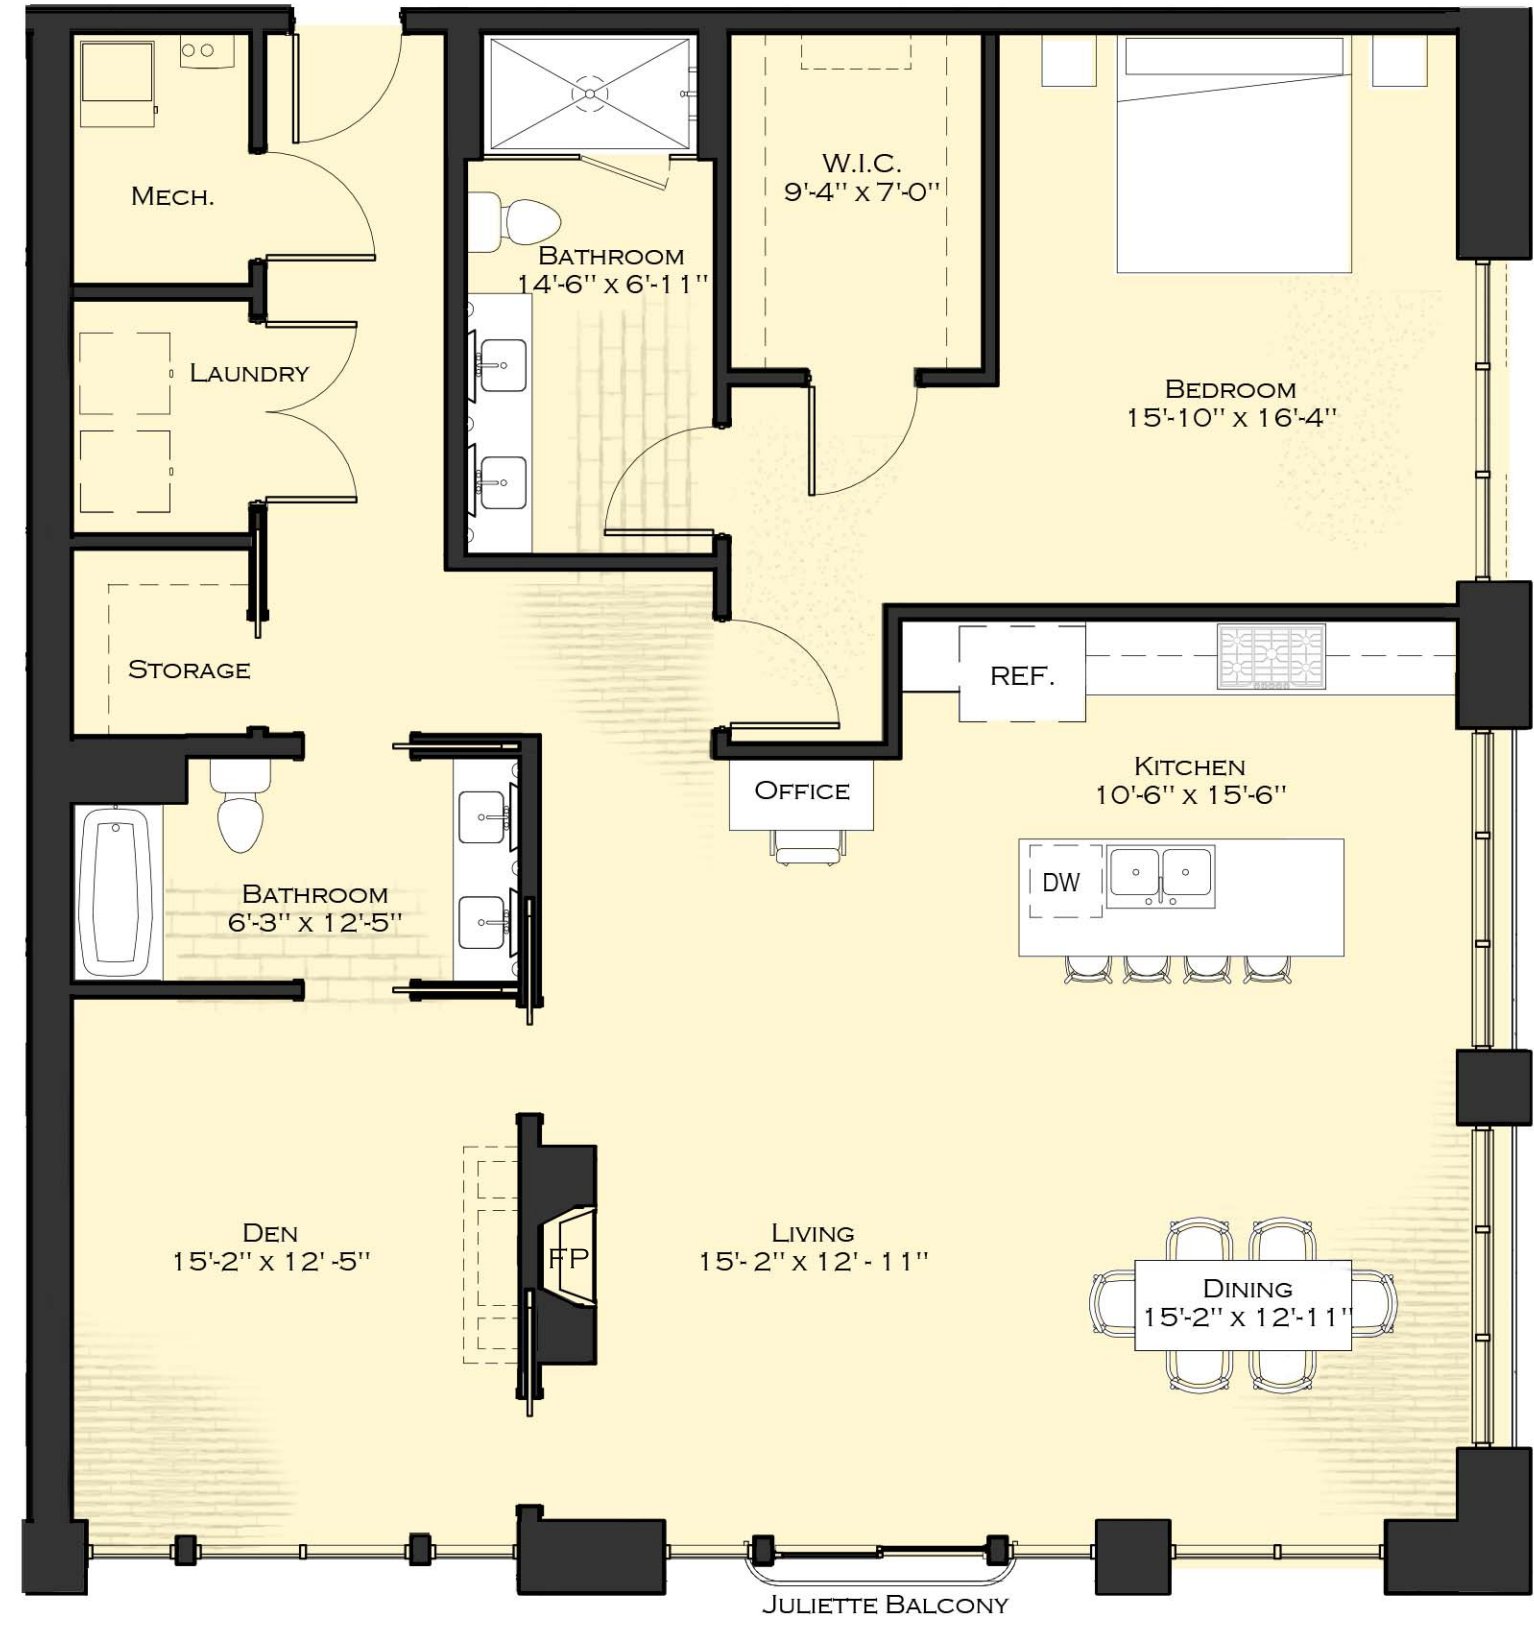 W.I.C.
9'-4" x 7'-0"
MECH.
BATHROOM
14'-6" x 6'-11"
LAUNDRY
BEDROOM
15'-10" x 16'-4"
STORAGE
REF.
KITCHEN
10'-6" x 15'-6"
OFFICE
DW
BATHROOM
6'-3" x 12'-5"
DEN
15'-2" x 12' -5"
FP
LIVING
15'- 2" x 12' - 11"
DINING
15'-2" x 12'-11"
JULIETTE BALCONY